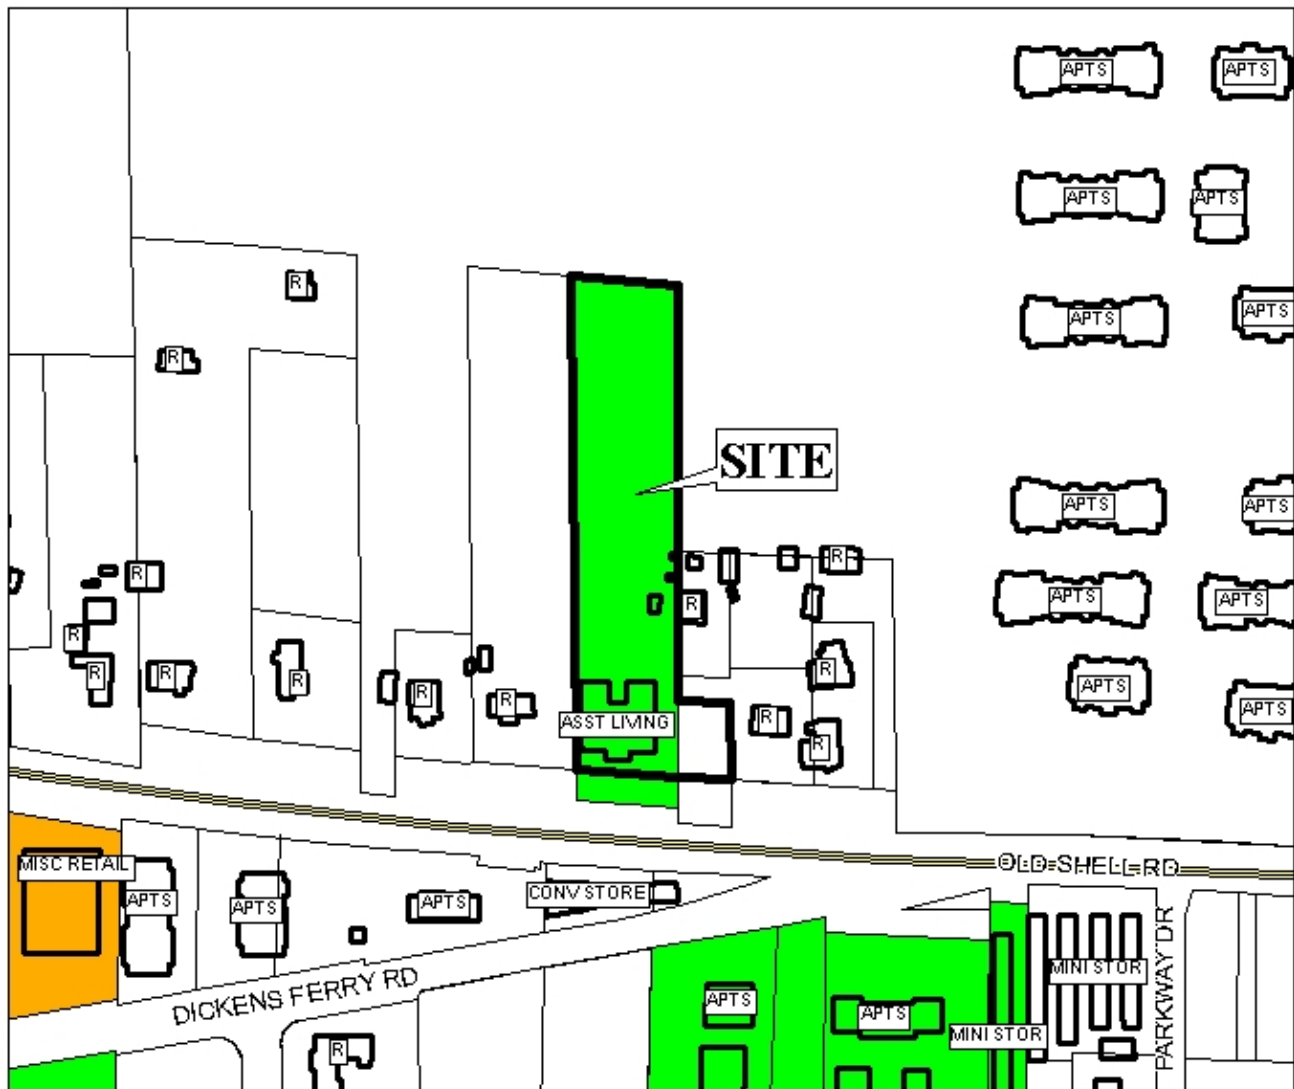 APTS
APTS
APTS
APTS
R
APTS
APTS
R
SITE
APTS
APTS
R
R
APTS
APTS
R
R
R
R
R
R
APTS
R
R
R
ASST LIVING
APTS
R
MISC RETAIL
OLD SHELL RD
APTS
APTS
APTS
CONV STORE
DICKENS FERRY RD
APTS
APTS
MINI STOR
MINI STOR
PARKWAY DR
R